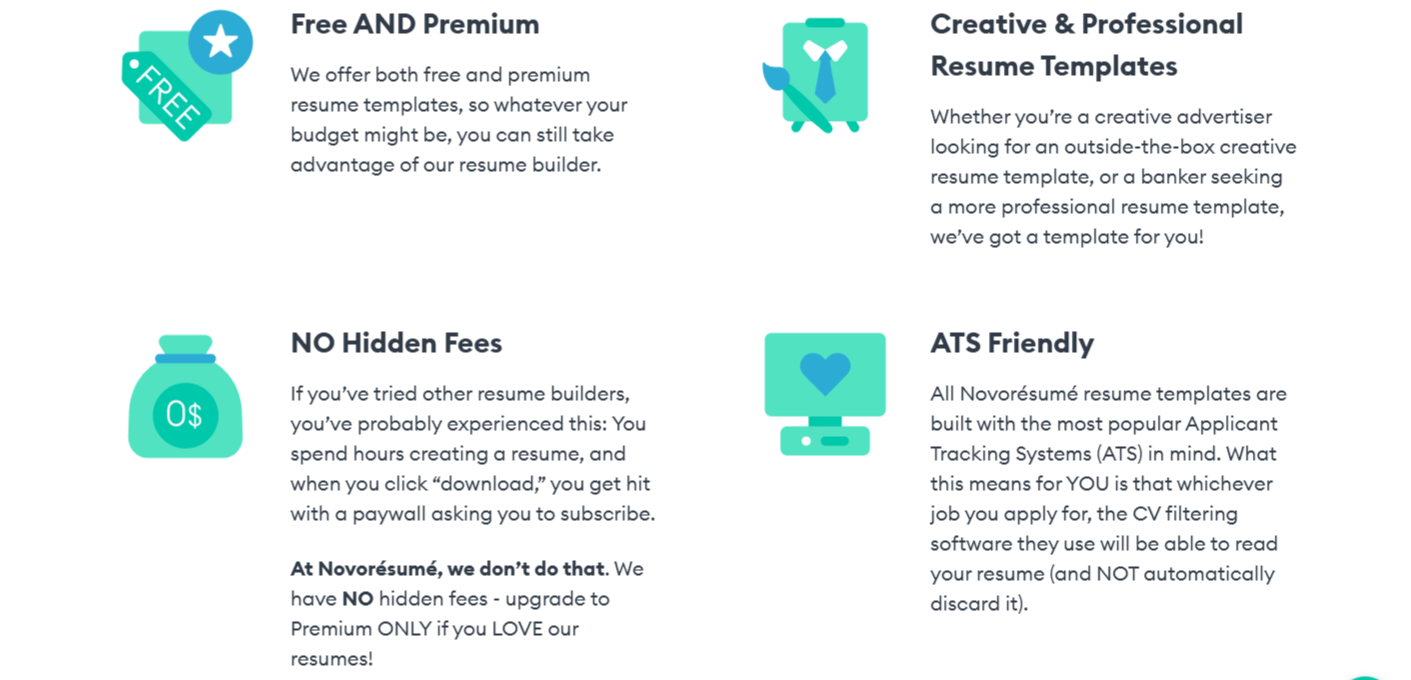 FREE
Free AND Premium
We offer both free and premium
resume templates, so whatever your
budget might be, you can still take
advantage of our resume builder.
Creative & Professional
Resume Templates
Whether you’re a creative advertiser
looking for an outside-the-box creative
resume template, or a banker seeking
a more professional resume template,
we’ve got a template for you!
0$
NO Hidden Fees
If you’ve tried other resume builders,
you’ve probably experienced this: You
spend hours creating a resume, and
when you click “download,” you get hit
with a paywall asking you to subscribe.
At Novorésumé, we don’t do that. We
have NO hidden fees - upgrade to
Premium ONLY if you LOVE our
resumes!
ATS Friendly
All Novorésumé resume templates are
built with the most popular Applicant
Tracking Systems (ATS) in mind. What
this means for YOU is that whichever
job you apply for, the CV filtering
software they use will be able to read
your resume (and NOT automatically
discard it).